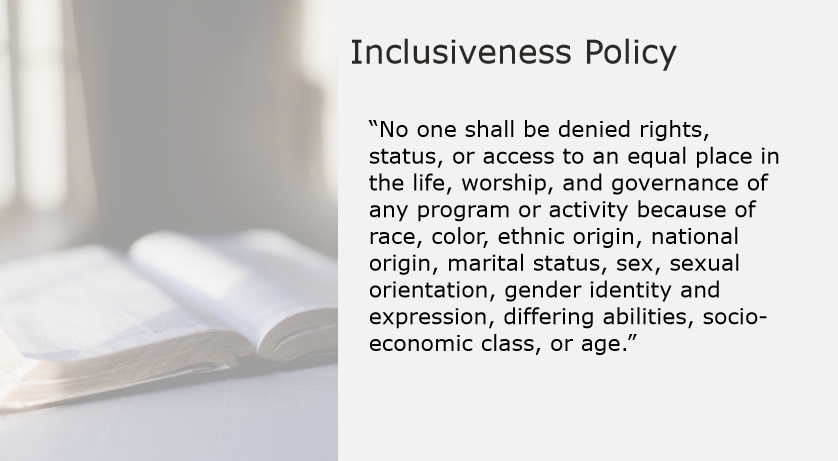 Inclusiveness Policy
“No one shall be denied rights,
status, or access to an equal place in
the life, worship, and governance of
any program or activity because of
race, color, ethnic origin, national
origin, marital status, sex, sexual
orientation, gender identity and
expression, differing abilities, socio-
economic class, or age.”